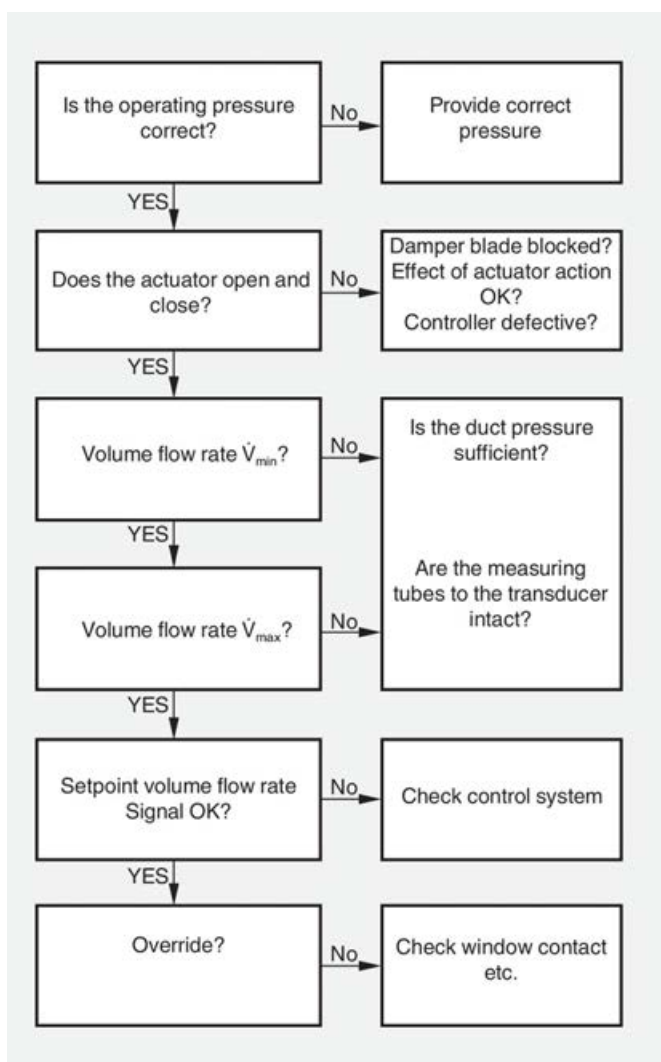 Is the operating pressure
correct?
No
Provide correct
pressure
YES
Does the actuator open and
close?
No
Damper blade blocked?
Effect of actuator action
OK?
Controller defective?
YES
Volume flow rate V̇min?
No
Is the duct pressure
sufficient?
YES
Volume flow rate V̇max?
No
Are the measuring
tubes to the transducer
intact?
YES
Setpoint volume flow rate
Signal OK?
No
Check control system
YES
Override?
No
Check window contact
etc.